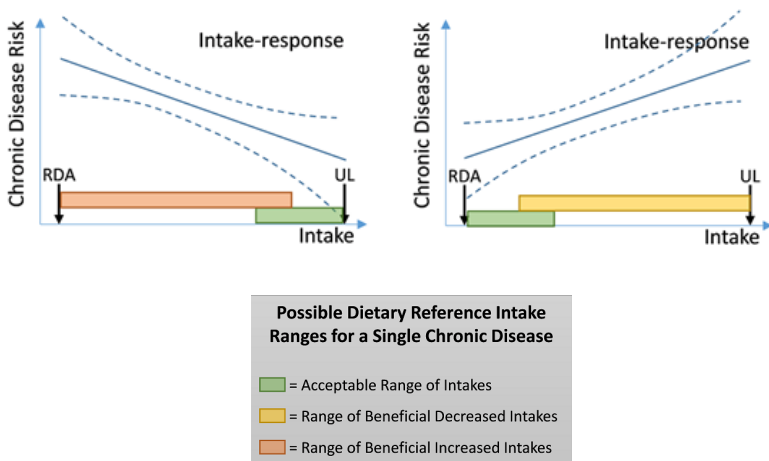 Chronic Disease Risk
Intake-response
RDA
UL
Intake
Chronic Disease Risk
Intake-response
RDA
UL
Intake
Possible Dietary Reference Intake
Ranges for a Single Chronic Disease
= Acceptable Range of Intakes
= Range of Beneficial Decreased Intakes
= Range of Beneficial Increased Intakes